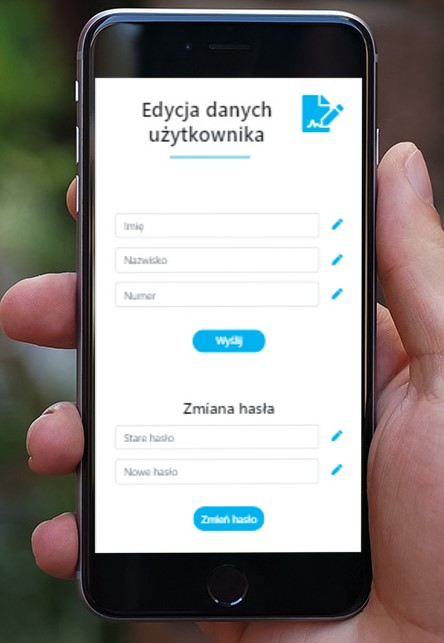 Edycja danych
użytkownika
Imię
Nazwisko
Numer
Wyślij
Zmiana hasła
Stare hasło
Nowe hasło
Zmień hasło